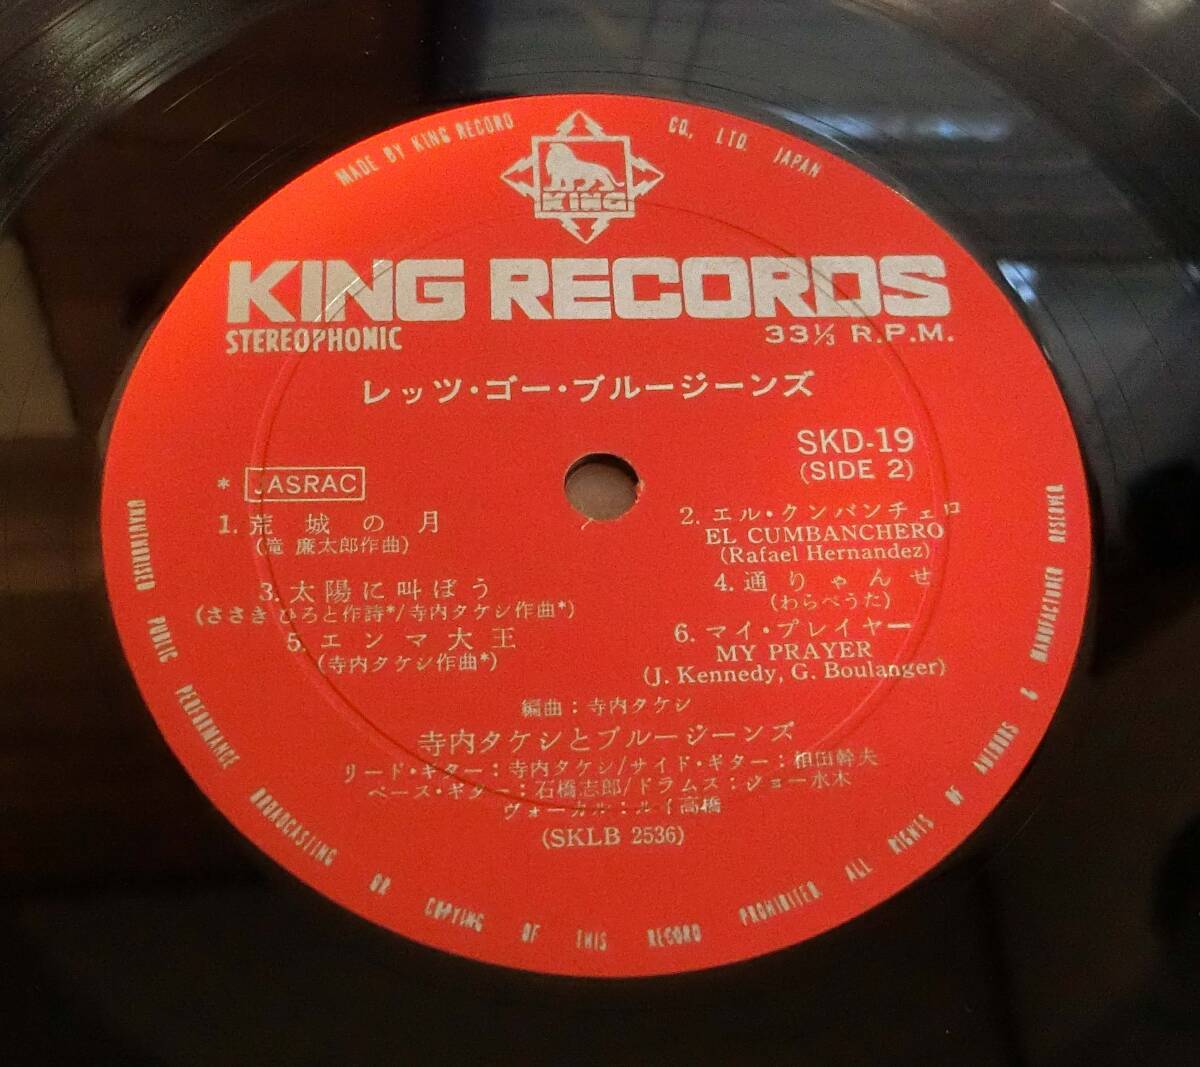 MADE BY KING RECORD CO., LTD. JAPAN
KING
KING RECORDS
STEREOPHONIC
33⅓ R.P.M.
レッツ・ゴー・ブルージーンズ
SKD-19
(SIDE 2)
* JASRAC
1. 荒城の月
(滝 廉太郎作曲)
2. エル・クンバンチェロ
EL CUMBANCHERO
(Rafael Hernandez)
3. 太陽に叫ぼう
(ささき ひろと作詩*/寺内タケシ作曲*)
4. 通りゃんせ
(わらべうた)
5. エンマ大王
(寺内タケシ作曲*)
6. マイ・プレイヤー
MY PRAYER
(J. Kennedy, G. Boulanger)
編曲：寺内タケシ
寺内タケシとブルージーンズ
リード・ギター：寺内タケシ/サイド・ギター：相田幹夫
ベース・ギター：石橋志郎/ドラムス：ジョー水木
ヴォーカル：ルイ高橋
(SKLB 2536)
UNAUTHORISED PUBLIC PERFORMANCE BROADCASTING OR COPYING OF THIS RECORD PROHIBITED ALL RIGHTS OF AUTHORS & MANUFACTURER RESERVED